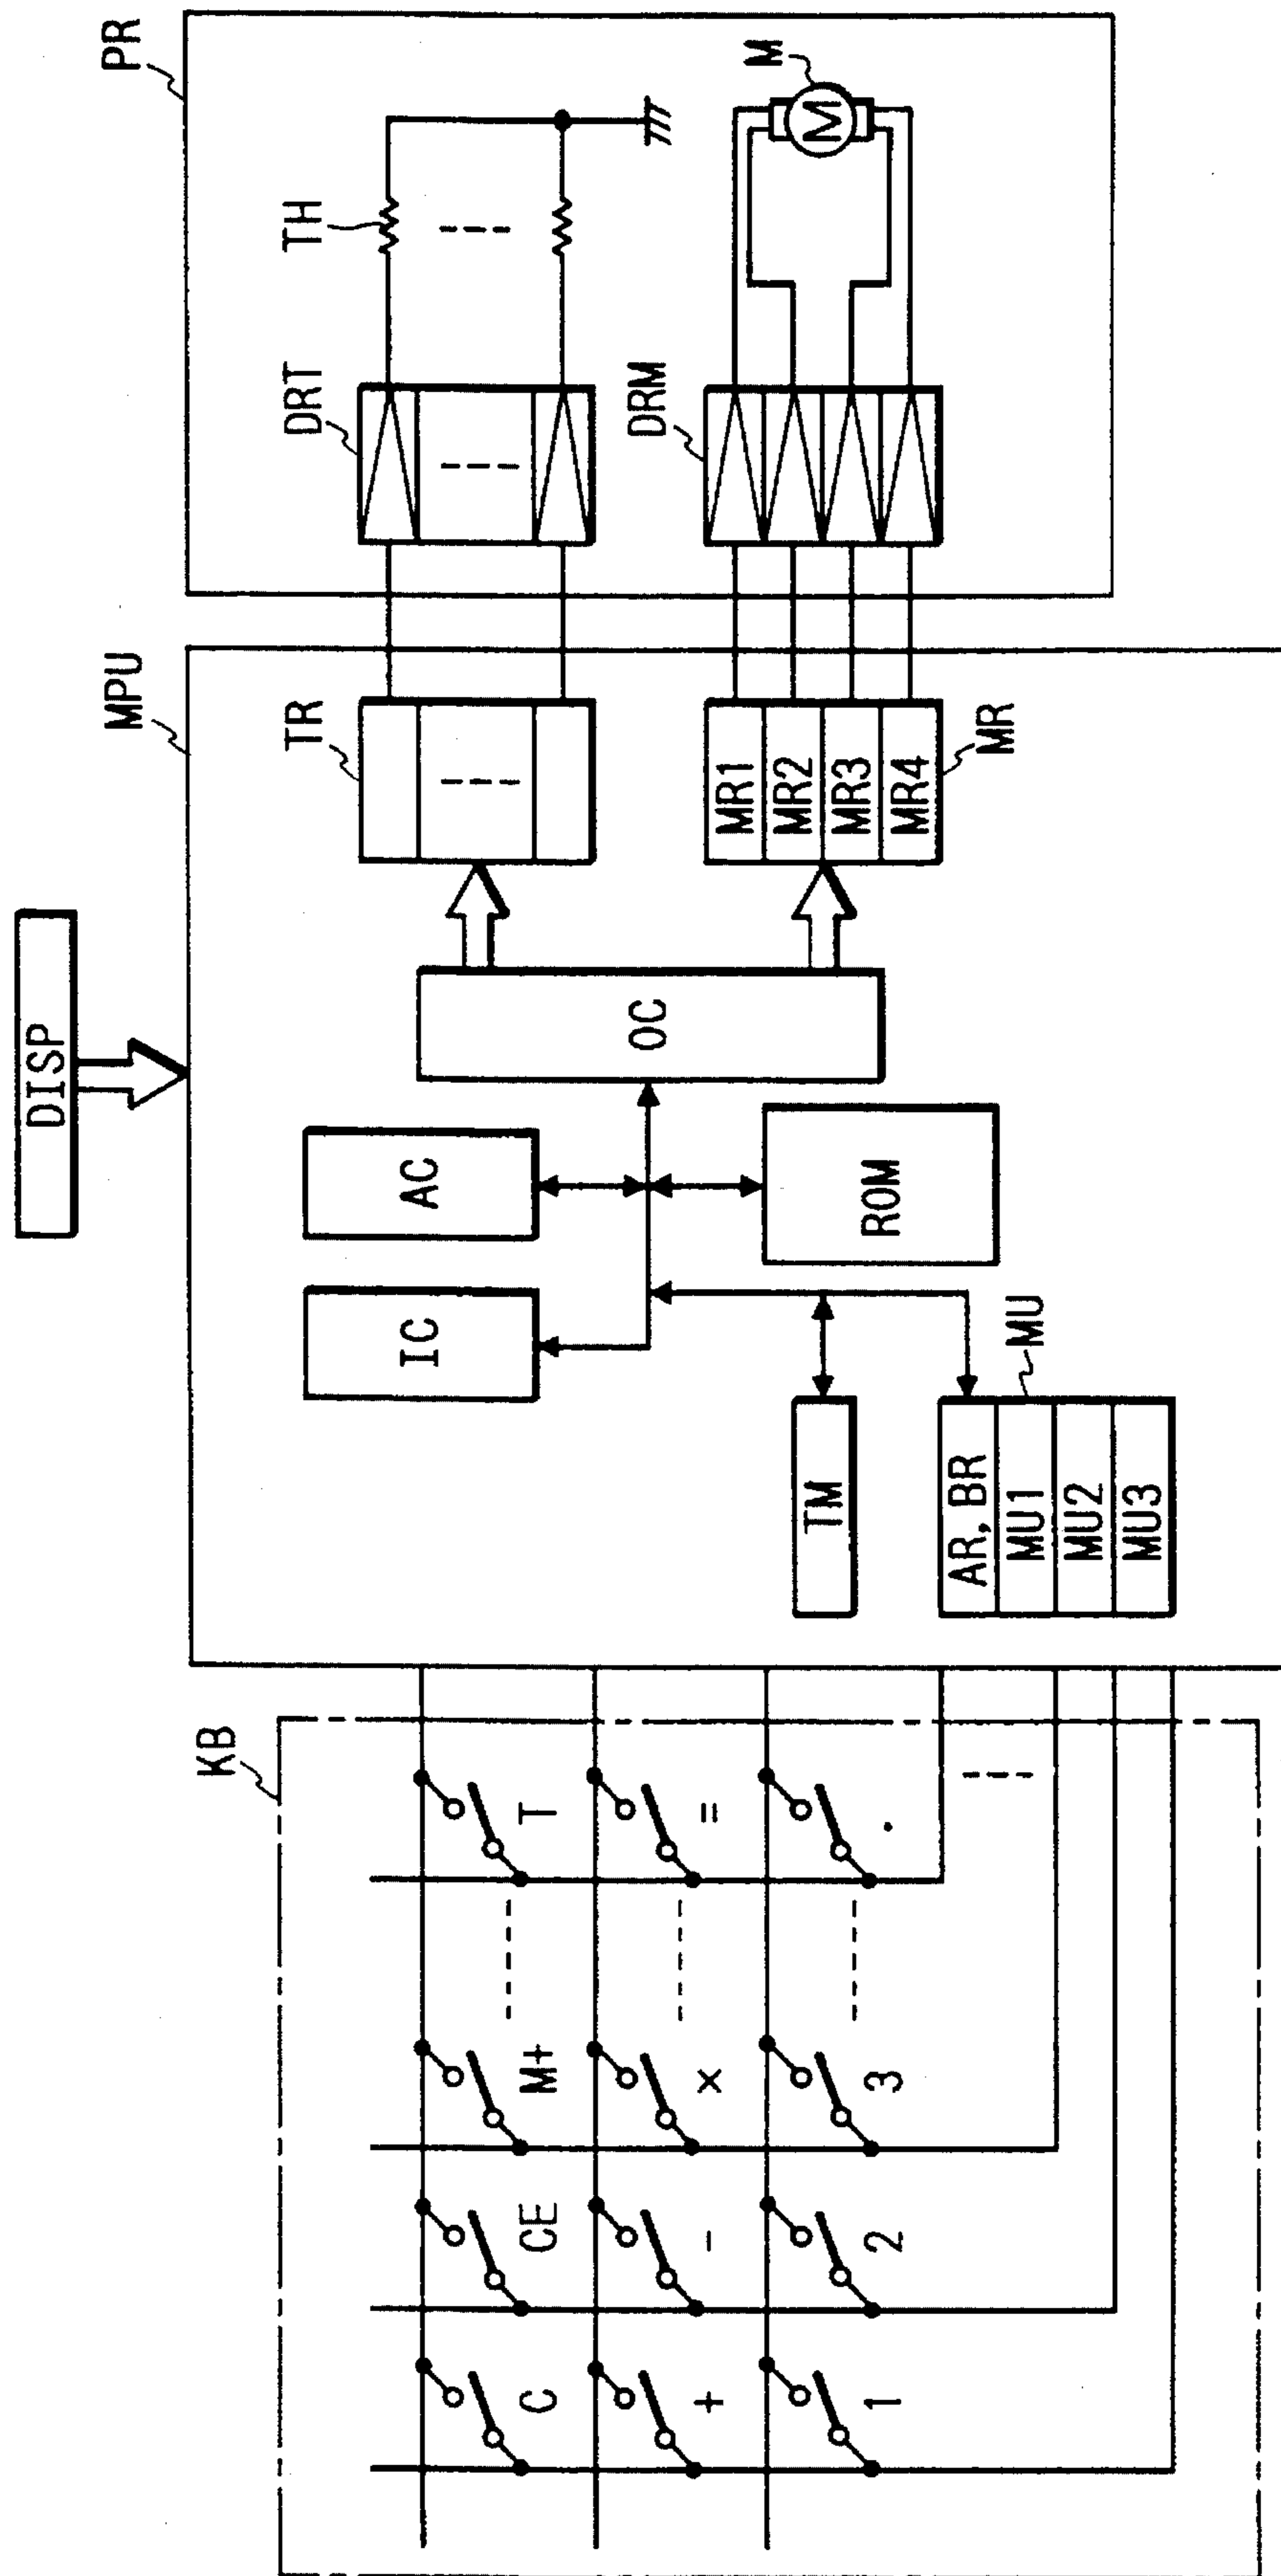 DISP
KB
C
CE
M+
T
+
-
×
=
1
2
3
.
MPU
IC
AC
OC
ROM
TM
AR, BR
MU1
MU2
MU3
MU
TR
MR1
MR2
MR3
MR4
MR
PR
DRT
TH
DRM
M
M